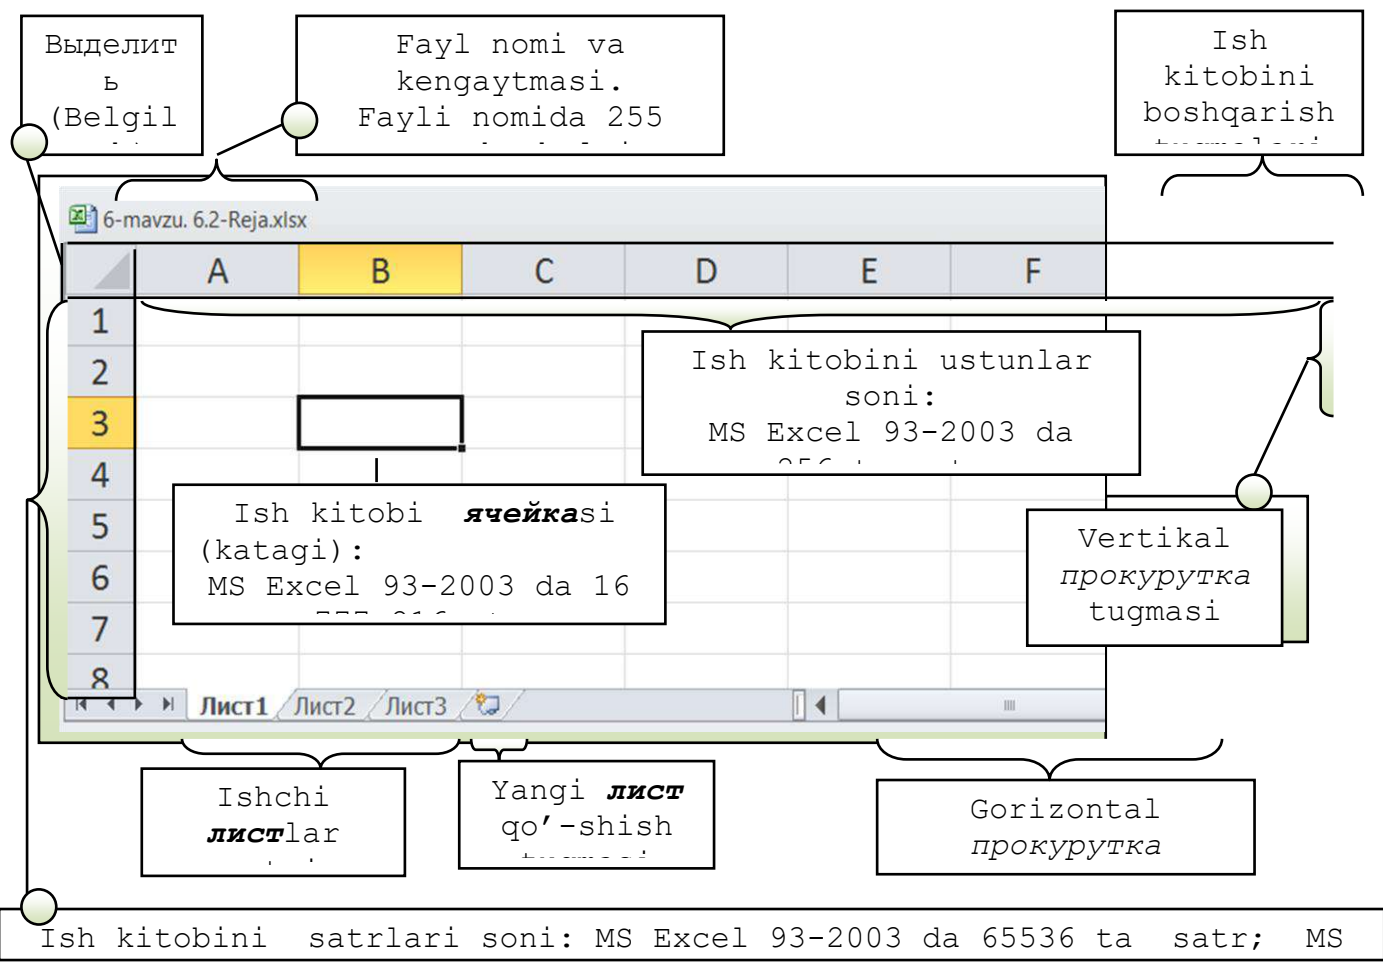 Выделит
ь
(Belgil
Fayl nomi va
kengaytmasi.
Fayli nomida 255
Ish
kitobini
boshqarish
6-mavzu. 6.2-Reja.xlsx
A B C D E F
1
2
3
4
5
6
7
8
Ish kitobini ustunlar
soni:
MS Excel 93-2003 da
Ish kitobi ячейкаsi
(katagi):
MS Excel 93-2003 da 16
Vertikal
прокурутка
tugmasi
Лист1 Лист2 Лист3
Ishchi
листlar
Yangi лист
qo’-shish
Gorizontal
прокурутка
Ish kitobini satrlari soni: MS Excel 93-2003 da 65536 ta satr; MS